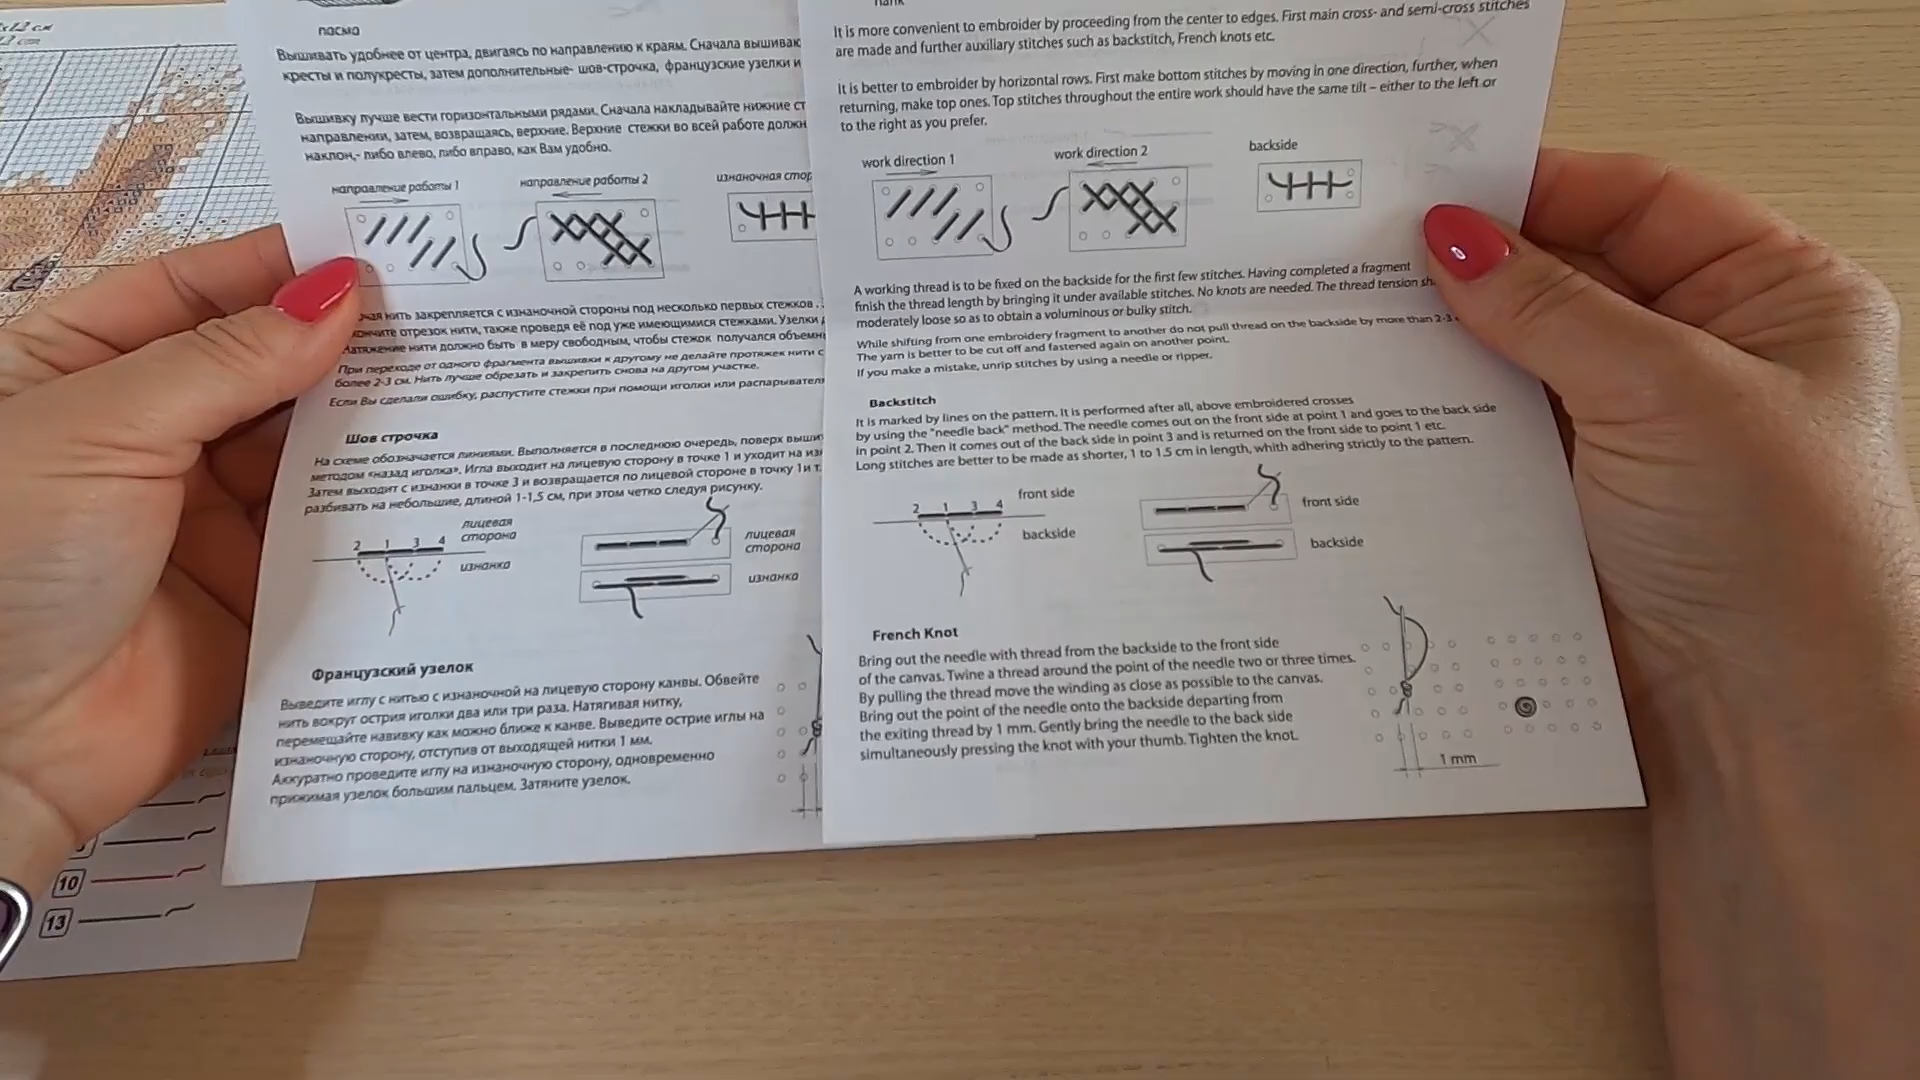 пасма
Вышивать удобнее от центра, двигаясь по направлению к краям. Сначала
кресты и полукресты, затем дополнительные- шов-строчка, французские узелки и
Вышивку лучше вести горизонтальными рядами. Сначала накладывайте нижние
направлении, затем, возвращаясь, верхние. Верхние стежки во всей работе
наклон,- либо влево, либо вправо, как Вам удобно.
направление работы 1
направление работы 2
изнаночная
нить закрепляется с изнаночной стороны под несколько первых стежков
отрезок нити, также проведя её под уже имеющимися стежками. Узелки
Натяжение нити должно быть в меру свободным, чтобы стежок получался
При переходе от одного фрагмента вышивки к другому не делайте протяжек нити с
более 2-3 см. Нить лучше обрезать и закрепить снова на другом участке.
Если Вы сделали ошибку, распустите стежки при помощи иголки или
Шов строчка
На схеме обозначается линиями. Выполняется в последнюю очередь, поверх
методом «назад иголка». Игла выходит на лицевую сторону в точке 1 и уходит на
Затем выходит с изнанки в точке 3 и возвращается по лицевой стороне в точку 1и
разбивать на небольшие, длиной 1-1,5 см, при этом четко следуя рисунку.
2 1 3 4
лицевая
сторона
изнанка
лицевая
сторона
изнанка
Французский узелок
Выведите иглу с нитью с изнаночной на лицевую сторону канвы. Обвейте
нить вокруг острия иголки два или три раза. Натягивая нитку,
перемещайте навивку как можно ближе к канве. Выведите острие иглы на
изнаночную сторону, отступив от выходящей нитки 1 мм.
Аккуратно проведите иглу на изнаночную сторону, одновременно
прижимая узелок большим пальцем. Затяните узелок.
10
13
It is more convenient to embroider by proceeding from the center to edges. First main cross- and semi-cross stitches
are made and further auxiliary stitches such as backstitch, French knots etc.
It is better to embroider by horizontal rows. First make bottom stitches by moving in one direction, further, when
returning, make top ones. Top stitches throughout the entire work should have the same tilt – either to the left or
to the right as you prefer.
work direction 1
work direction 2
backside
A working thread is to be fixed on the backside for the first few stitches. Having completed a fragment
finish the thread length by bringing it under available stitches. No knots are needed. The thread tension
moderately loose so as to obtain a voluminous or bulky stitch.
While shifting from one embroidery fragment to another do not pull thread on the backside by more than 2-3
The yarn is better to be cut off and fastened again on another point.
If you make a mistake, unrip stitches by using a needle or ripper.
Backstitch
It is marked by lines on the pattern. It is performed after all, above embroidered crosses
by using the "needle back" method. The needle comes out on the front side at point 1 and goes to the back side
in point 2. Then it comes out of the back side in point 3 and is returned on the front side to point 1 etc.
Long stitches are better to be made as shorter, 1 to 1.5 cm in length, whith adhering strictly to the pattern.
2 1 3 4
front side
backside
front side
backside
French Knot
Bring out the needle with thread from the backside to the front side
of the canvas. Twine a thread around the point of the needle two or three times.
By pulling the thread move the winding as close as possible to the canvas.
Bring out the point of the needle onto the backside departing from
the exiting thread by 1 mm. Gently bring the needle to the back side
simultaneously pressing the knot with your thumb. Tighten the knot.
1 mm